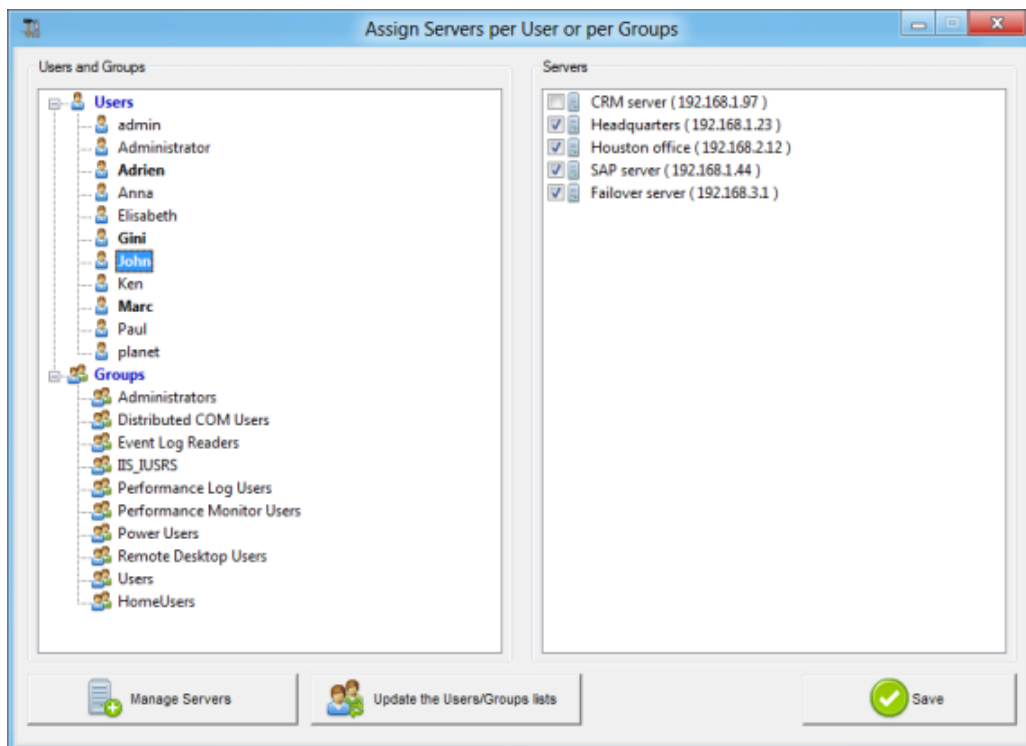 Assign Servers per User or per Groups
Users and Groups
Users
admin
Administrator
Adrien
Anna
Elisabeth
Gini
John
Ken
Marc
Paul
planet
Groups
Administrators
Distributed COM Users
Event Log Readers
IIS_IUSRS
Performance Log Users
Performance Monitor Users
Power Users
Remote Desktop Users
Users
HomeUsers
Servers
CRM server ( 192.168.1.97 )
Headquarters ( 192.168.1.23 )
Houston office ( 192.168.2.12 )
SAP server ( 192.168.1.44 )
Failover server ( 192.168.3.1 )
Manage Servers
Update the Users/Groups lists
Save